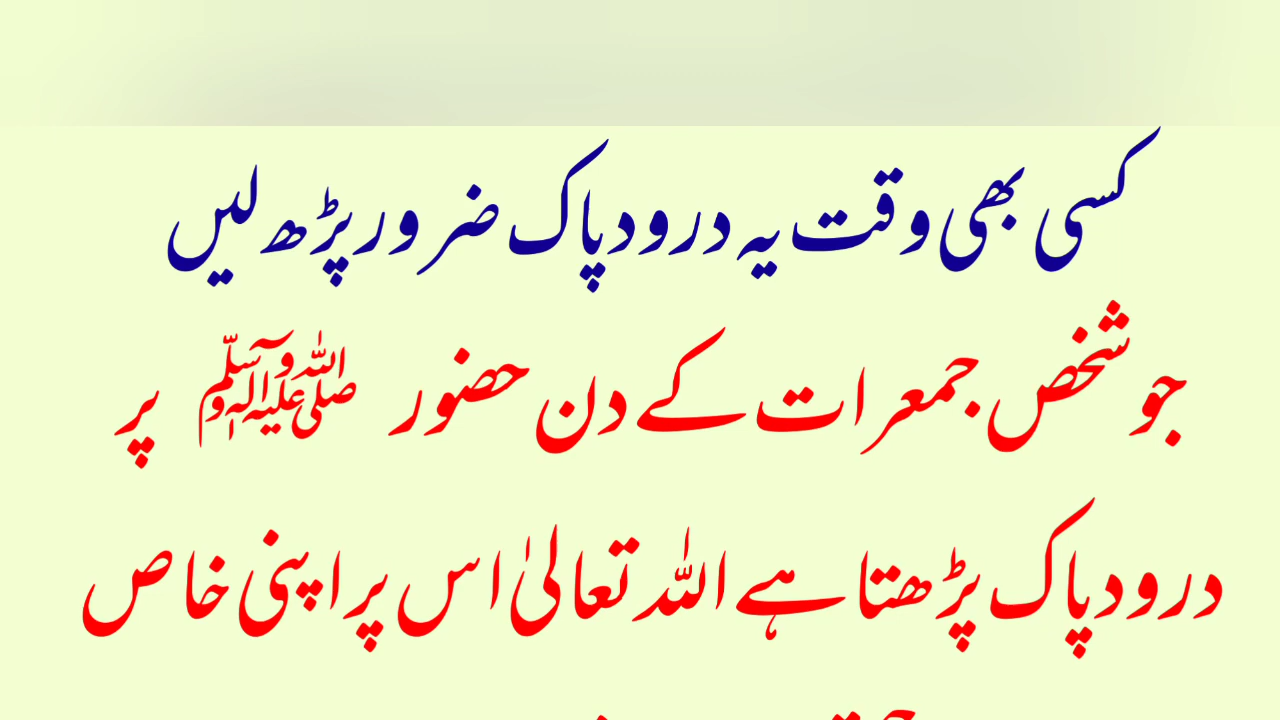 کسی بھی وقت یہ درود پاک ضرور پڑھ لیں
جو شخص جمعرات کے دن حضور ﷺ پر
درود پاک پڑھتا ہے اللہ تعالیٰ اس پر اپنی خاص